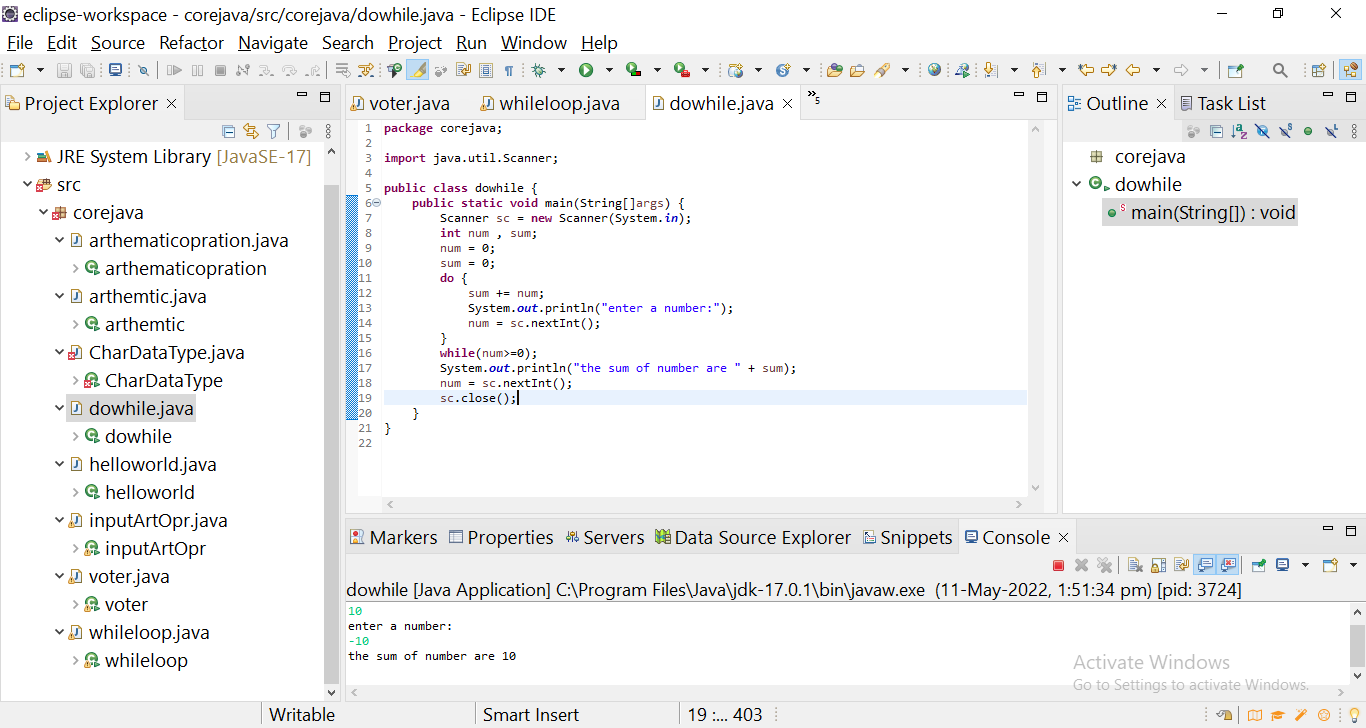 eclipse-workspace - corejava/src/corejava/dowhile.java - Eclipse IDE
File Edit Source Refactor Navigate Search Project Run Window Help
Project Explorer
JRE System Library [JavaSE-17]
src
corejava
arthematicopration.java
arthematicopration
arthemtic.java
arthemtic
CharDataType.java
CharDataType
dowhile.java
dowhile
helloworld.java
helloworld
inputArtOpr.java
inputArtOpr
voter.java
voter
whileloop.java
whileloop
voter.java whileloop.java dowhile.java »5
1 package corejava;
2
3 import java.util.Scanner;
4
5 public class dowhile {
6 public static void main(String[]args) {
7 Scanner sc = new Scanner(System.in);
8 int num , sum;
9 num = 0;
10 sum = 0;
11 do {
12 sum += num;
13 System.out.println("enter a number:");
14 num = sc.nextInt();
15 }
16 while(num>=0);
17 System.out.println("the sum of number are " + sum);
18 num = sc.nextInt();
19 sc.close();
20 }
21 }
22
Outline Task List
corejava
dowhile
main(String[]) : void
Markers Properties Servers Data Source Explorer Snippets Console
dowhile [Java Application] C:\Program Files\Java\jdk-17.0.1\bin\javaw.exe (11-May-2022, 1:51:34 pm) [pid: 3724]
10
enter a number:
-10
the sum of number are 10
Activate Windows
Go to Settings to activate Windows.
Writable Smart Insert 19 :... 403